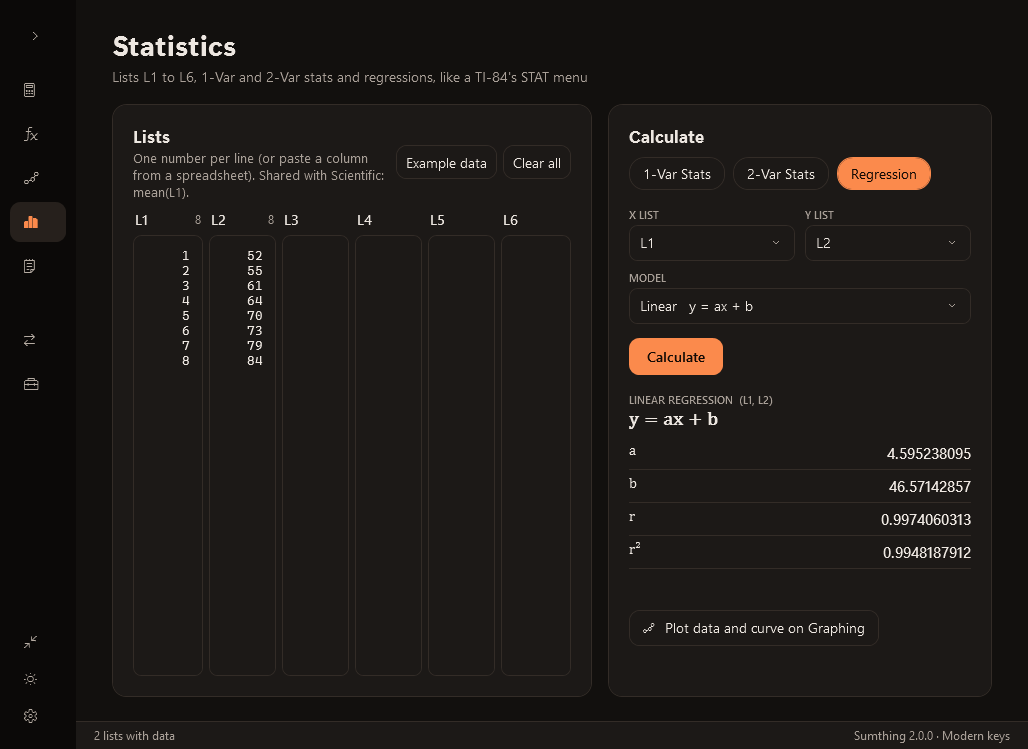 Statistics
Lists L1 to L6, 1-Var and 2-Var stats and regressions, like a TI-84's STAT menu
Lists
One number per line (or paste a column
from a spreadsheet). Shared with Scientific:
mean(L1).
Example data
Clear all
L1 8 L2 8 L3 L4 L5 L6
1 52
2 55
3 61
4 64
5 70
6 73
7 79
8 84
Calculate
1-Var Stats 2-Var Stats Regression
X LIST Y LIST
L1 L2
MODEL
Linear y = ax + b
Calculate
LINEAR REGRESSION (L1, L2)
y = ax + b
a 4.595238095
b 46.57142857
r 0.9974060313
r² 0.9948187912
Plot data and curve on Graphing
2 lists with data
Sumthing 2.0.0 · Modern keys